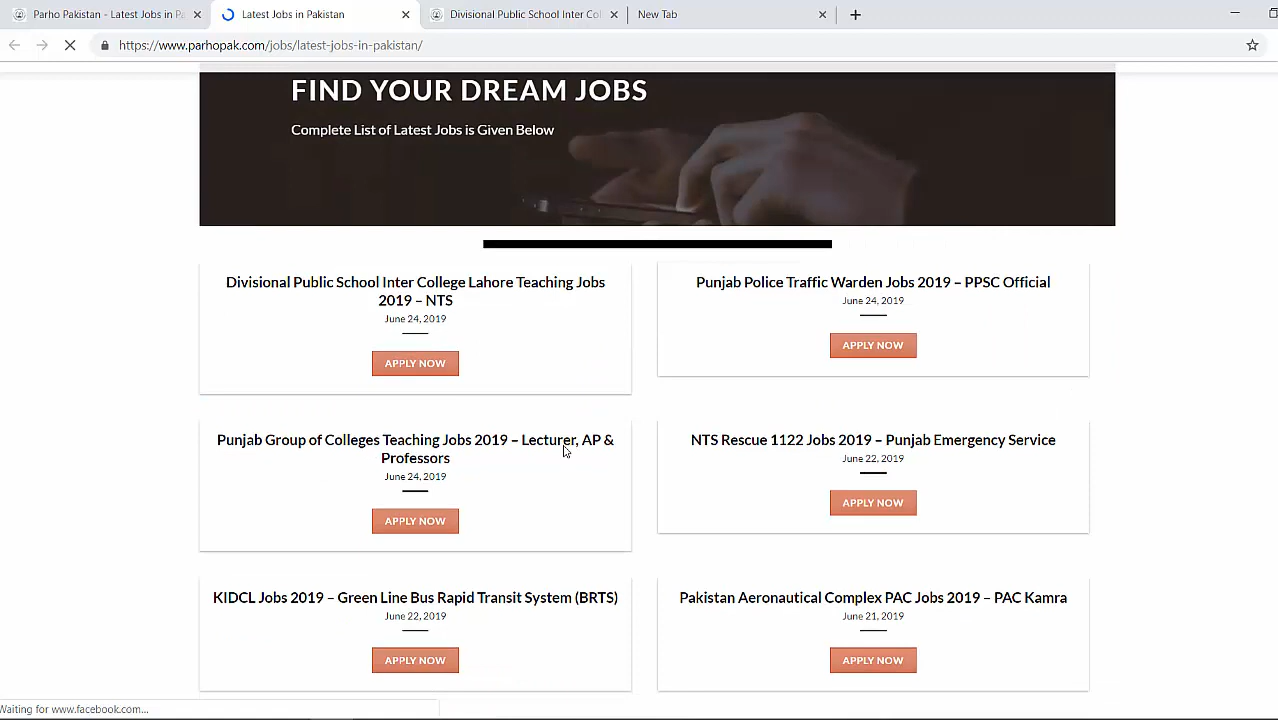 Parho Pakistan - Latest Jobs in Pa
Latest Jobs in Pakistan
Divisional Public School Inter Col
New Tab
https://www.parhopak.com/jobs/latest-jobs-in-pakistan/
FIND YOUR DREAM JOBS
Complete List of Latest Jobs is Given Below
Divisional Public School Inter College Lahore Teaching Jobs
2019 – NTS
June 24, 2019
APPLY NOW
Punjab Police Traffic Warden Jobs 2019 – PPSC Official
June 24, 2019
APPLY NOW
Punjab Group of Colleges Teaching Jobs 2019 – Lecturer, AP &
Professors
June 24, 2019
APPLY NOW
NTS Rescue 1122 Jobs 2019 – Punjab Emergency Service
June 22, 2019
APPLY NOW
KIDCL Jobs 2019 – Green Line Bus Rapid Transit System (BRTS)
June 22, 2019
APPLY NOW
Pakistan Aeronautical Complex PAC Jobs 2019 – PAC Kamra
June 21, 2019
APPLY NOW
Waiting for www.facebook.com...